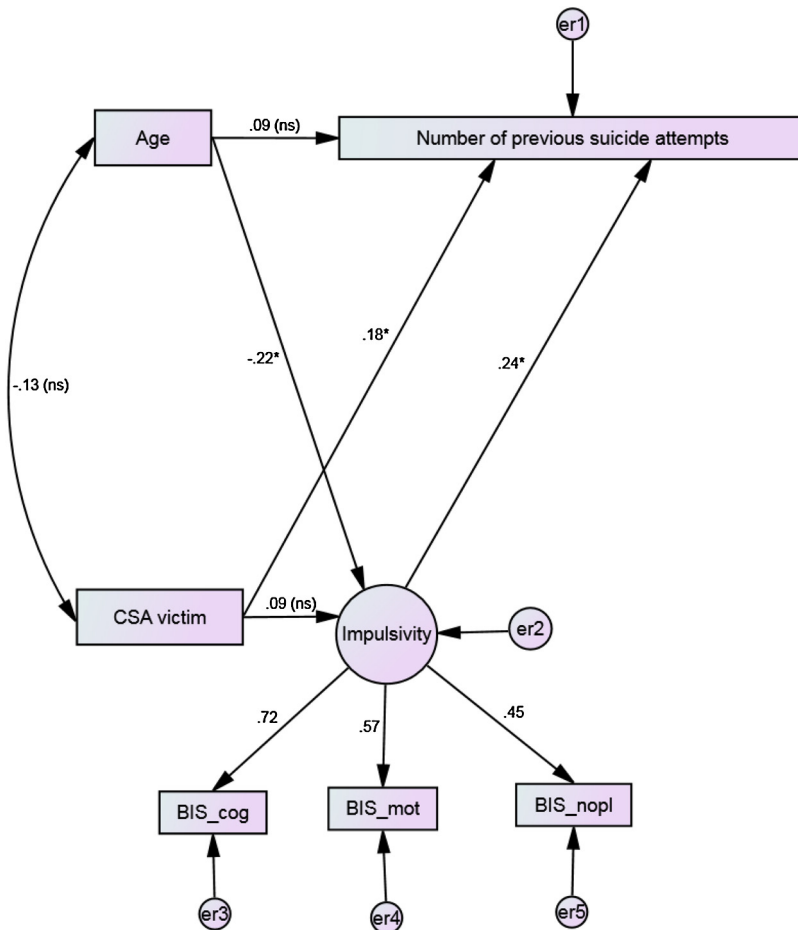 er1
Age
.09 (ns)
Number of previous suicide attempts
-.22*
.18*
.24*
-.13 (ns)
CSA victim
.09 (ns)
Impulsivity
er2
.72
.57
.45
BIS_cog
BIS_mot
BIS_nopl
er3
er4
er5